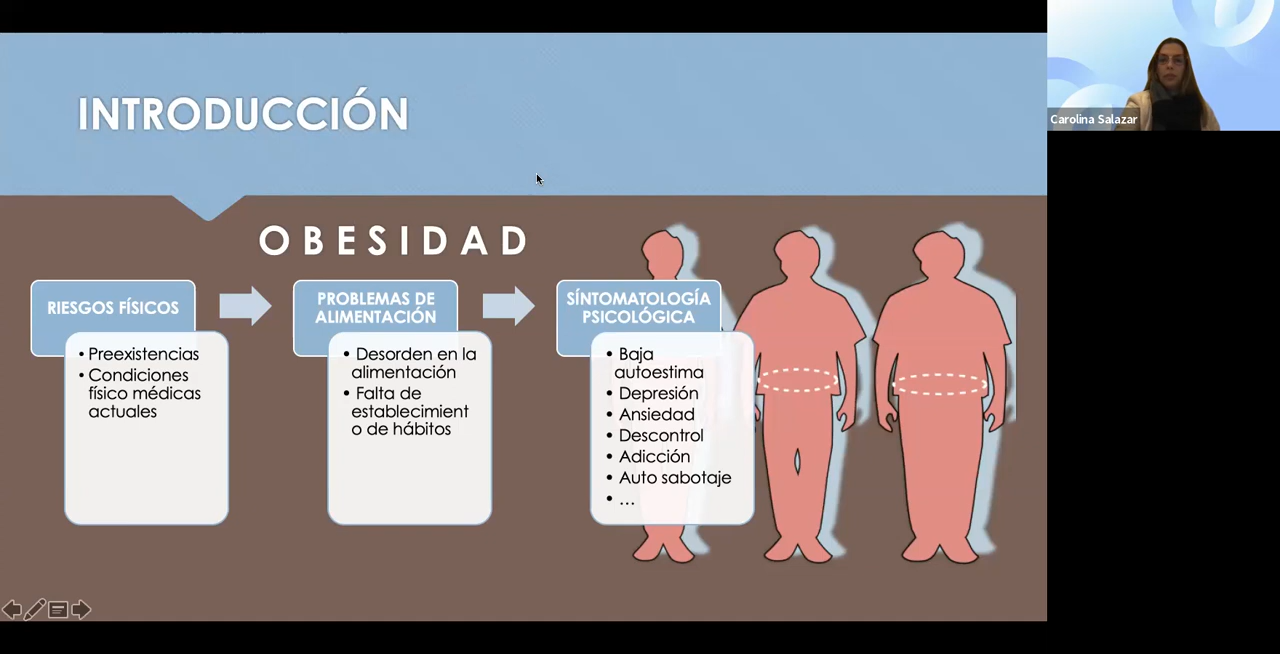 INTRODUCCIÓN
OBESIDAD
RIESGOS FÍSICOS
• Preexistencias
• Condiciones
físico médicas
actuales
PROBLEMAS DE
ALIMENTACIÓN
• Desorden en la
alimentación
• Falta de
establecimient
o de hábitos
SÍNTOMATOLOGÍA
PSICOLÓGICA
• Baja
autoestima
• Depresión
• Ansiedad
• Descontrol
• Adicción
• Auto sabotaje
• ...
Carolina Salazar